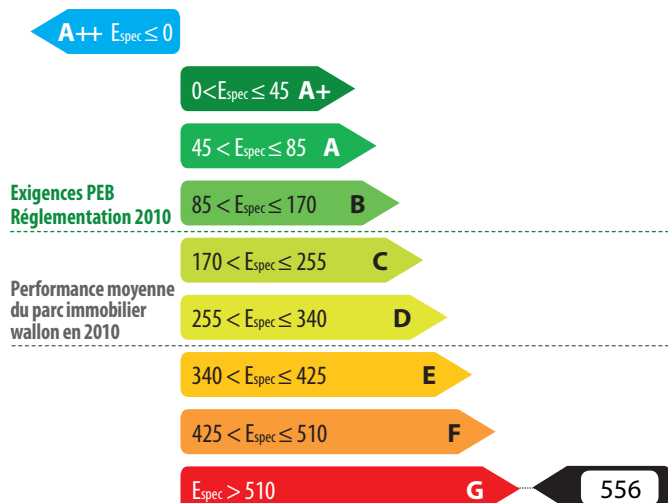 A++ Espec ≤ 0
0<Espec ≤ 45 A+
45 < Espec ≤ 85 A
Exigences PEB
Réglementation 2010
85 < Espec ≤ 170 B
170 < Espec ≤ 255 C
Performance moyenne
du parc immobilier
wallon en 2010
255 < Espec ≤ 340 D
340 < Espec ≤ 425 E
425 < Espec ≤ 510 F
Espec > 510 G
556